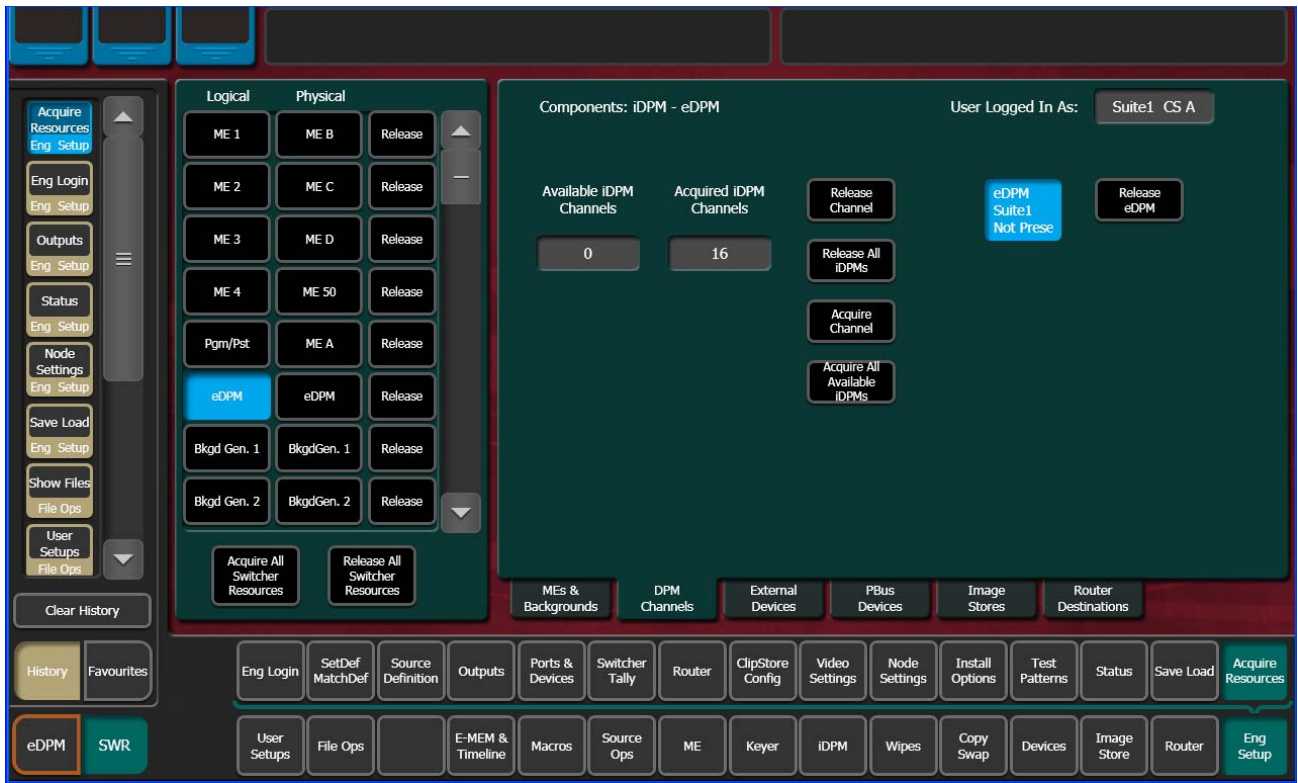 Acquire
Resources
Eng Setup
Eng Login
Eng Setup
Outputs
Eng Setup
Status
Eng Setup
Node
Settings
Eng Setup
Save Load
Eng Setup
Show Files
File Ops
User
Setups
File Ops
Clear History
History Favourites
eDPM SWR
Logical Physical
ME 1 ME B Release
ME 2 ME C Release
ME 3 ME D Release
ME 4 ME 50 Release
Pgm/Pst ME A Release
eDPM eDPM Release
Bkgd Gen. 1 BkgdGen. 1 Release
Bkgd Gen. 2 BkgdGen. 2 Release
Acquire All
Switcher
Resources
Release All
Switcher
Resources
Components: iDPM - eDPM
User Logged In As: Suite1 CS A
Available iDPM
Channels
0
Acquired iDPM
Channels
16
Release
Channel
Release All
iDPMs
Acquire
Channel
Acquire All
Available
iDPMs
eDPM
Suite1
Not Prese
Release
eDPM
MEs &
Backgrounds
DPM
Channels
External
Devices
PBus
Devices
Image
Stores
Router
Destinations
Eng Login
SetDef
MatchDef
Source
Definition
Outputs
Ports &
Devices
Switcher
Tally
Router
ClipStore
Config
Video
Settings
Node
Settings
Install
Options
Test
Patterns
Status
Save Load
Acquire
Resources
User
Setups
File Ops
E-MEM &
Timeline
Macros
Source
Ops
ME
Keyer
iDPM
Wipes
Copy
Swap
Devices
Image
Store
Router
Eng
Setup